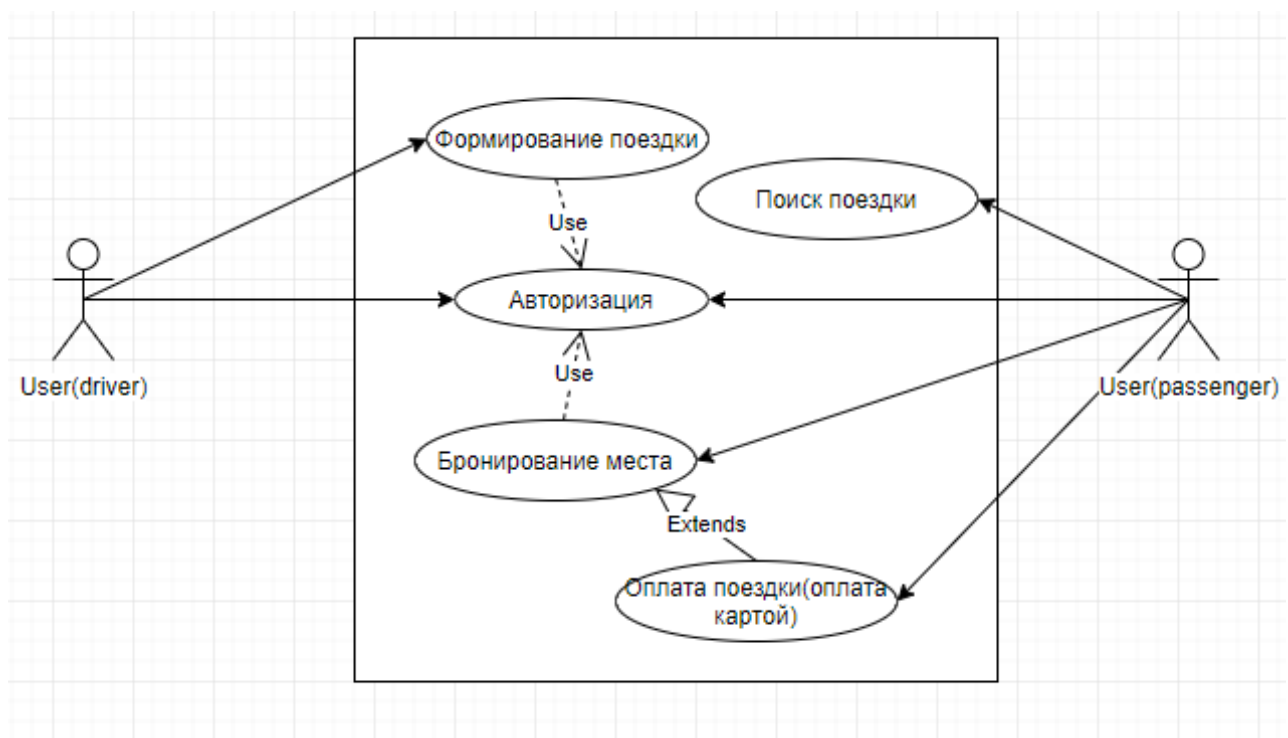 Формирование поездки
Поиск поездки
Use
Авторизация
User(driver)
User(passenger)
Use
Бронирование места
Extends
Оплата поездки(оплата
картой)